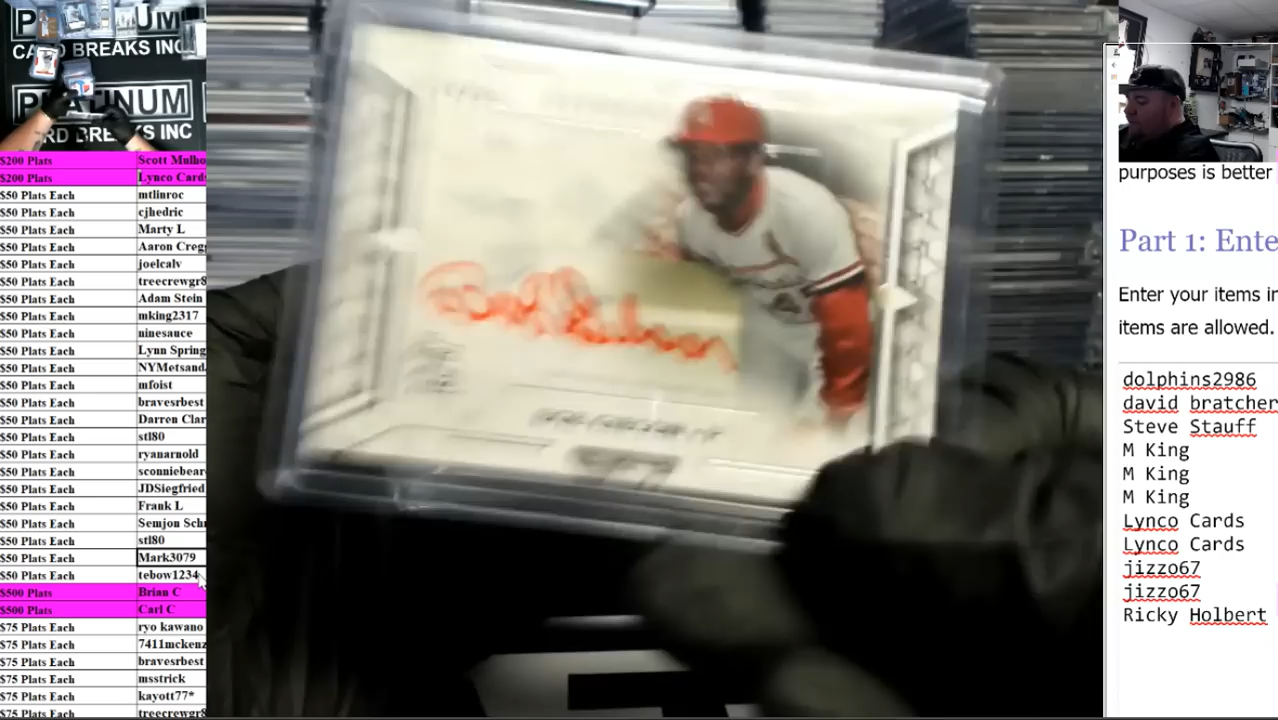 PLATINUM
CARD BREAKS INC
PLATINUM
CARD BREAKS INC
$200 Plats Scott Mulho
$200 Plats Lynco Cards
$50 Plats Each mtlinroc
$50 Plats Each cjhedric
$50 Plats Each Marty L
$50 Plats Each Aaron Creg
$50 Plats Each joelcalv
$50 Plats Each treecrewgr8
$50 Plats Each Adam Stein
$50 Plats Each mking2317
$50 Plats Each ninesauce
$50 Plats Each Lynn Spring
$50 Plats Each NYMetsand
$50 Plats Each mfoist
$50 Plats Each bravesrbest
$50 Plats Each Darren Clar
$50 Plats Each stl80
$50 Plats Each ryanarnold
$50 Plats Each sconniebear
$50 Plats Each JDSiegfried
$50 Plats Each Frank L
$50 Plats Each Semjon Sch
$50 Plats Each stl80
$50 Plats Each Mark3079
$50 Plats Each tebow1234
$500 Plats Brian C
$500 Plats Carl C
$75 Plats Each ryo kawano
$75 Plats Each 7411mckenz
$75 Plats Each bravesrbest
$75 Plats Each msstrick
$75 Plats Each kayott77*
$75 Plats Each treecrewgr8
Bob Gibson
purposes is better
Part 1: Ente
Enter your items in
items are allowed.
dolphins2986
david bratcher
Steve Stauff
M King
M King
M King
Lynco Cards
Lynco Cards
jizzo67
jizzo67
Ricky Holbert